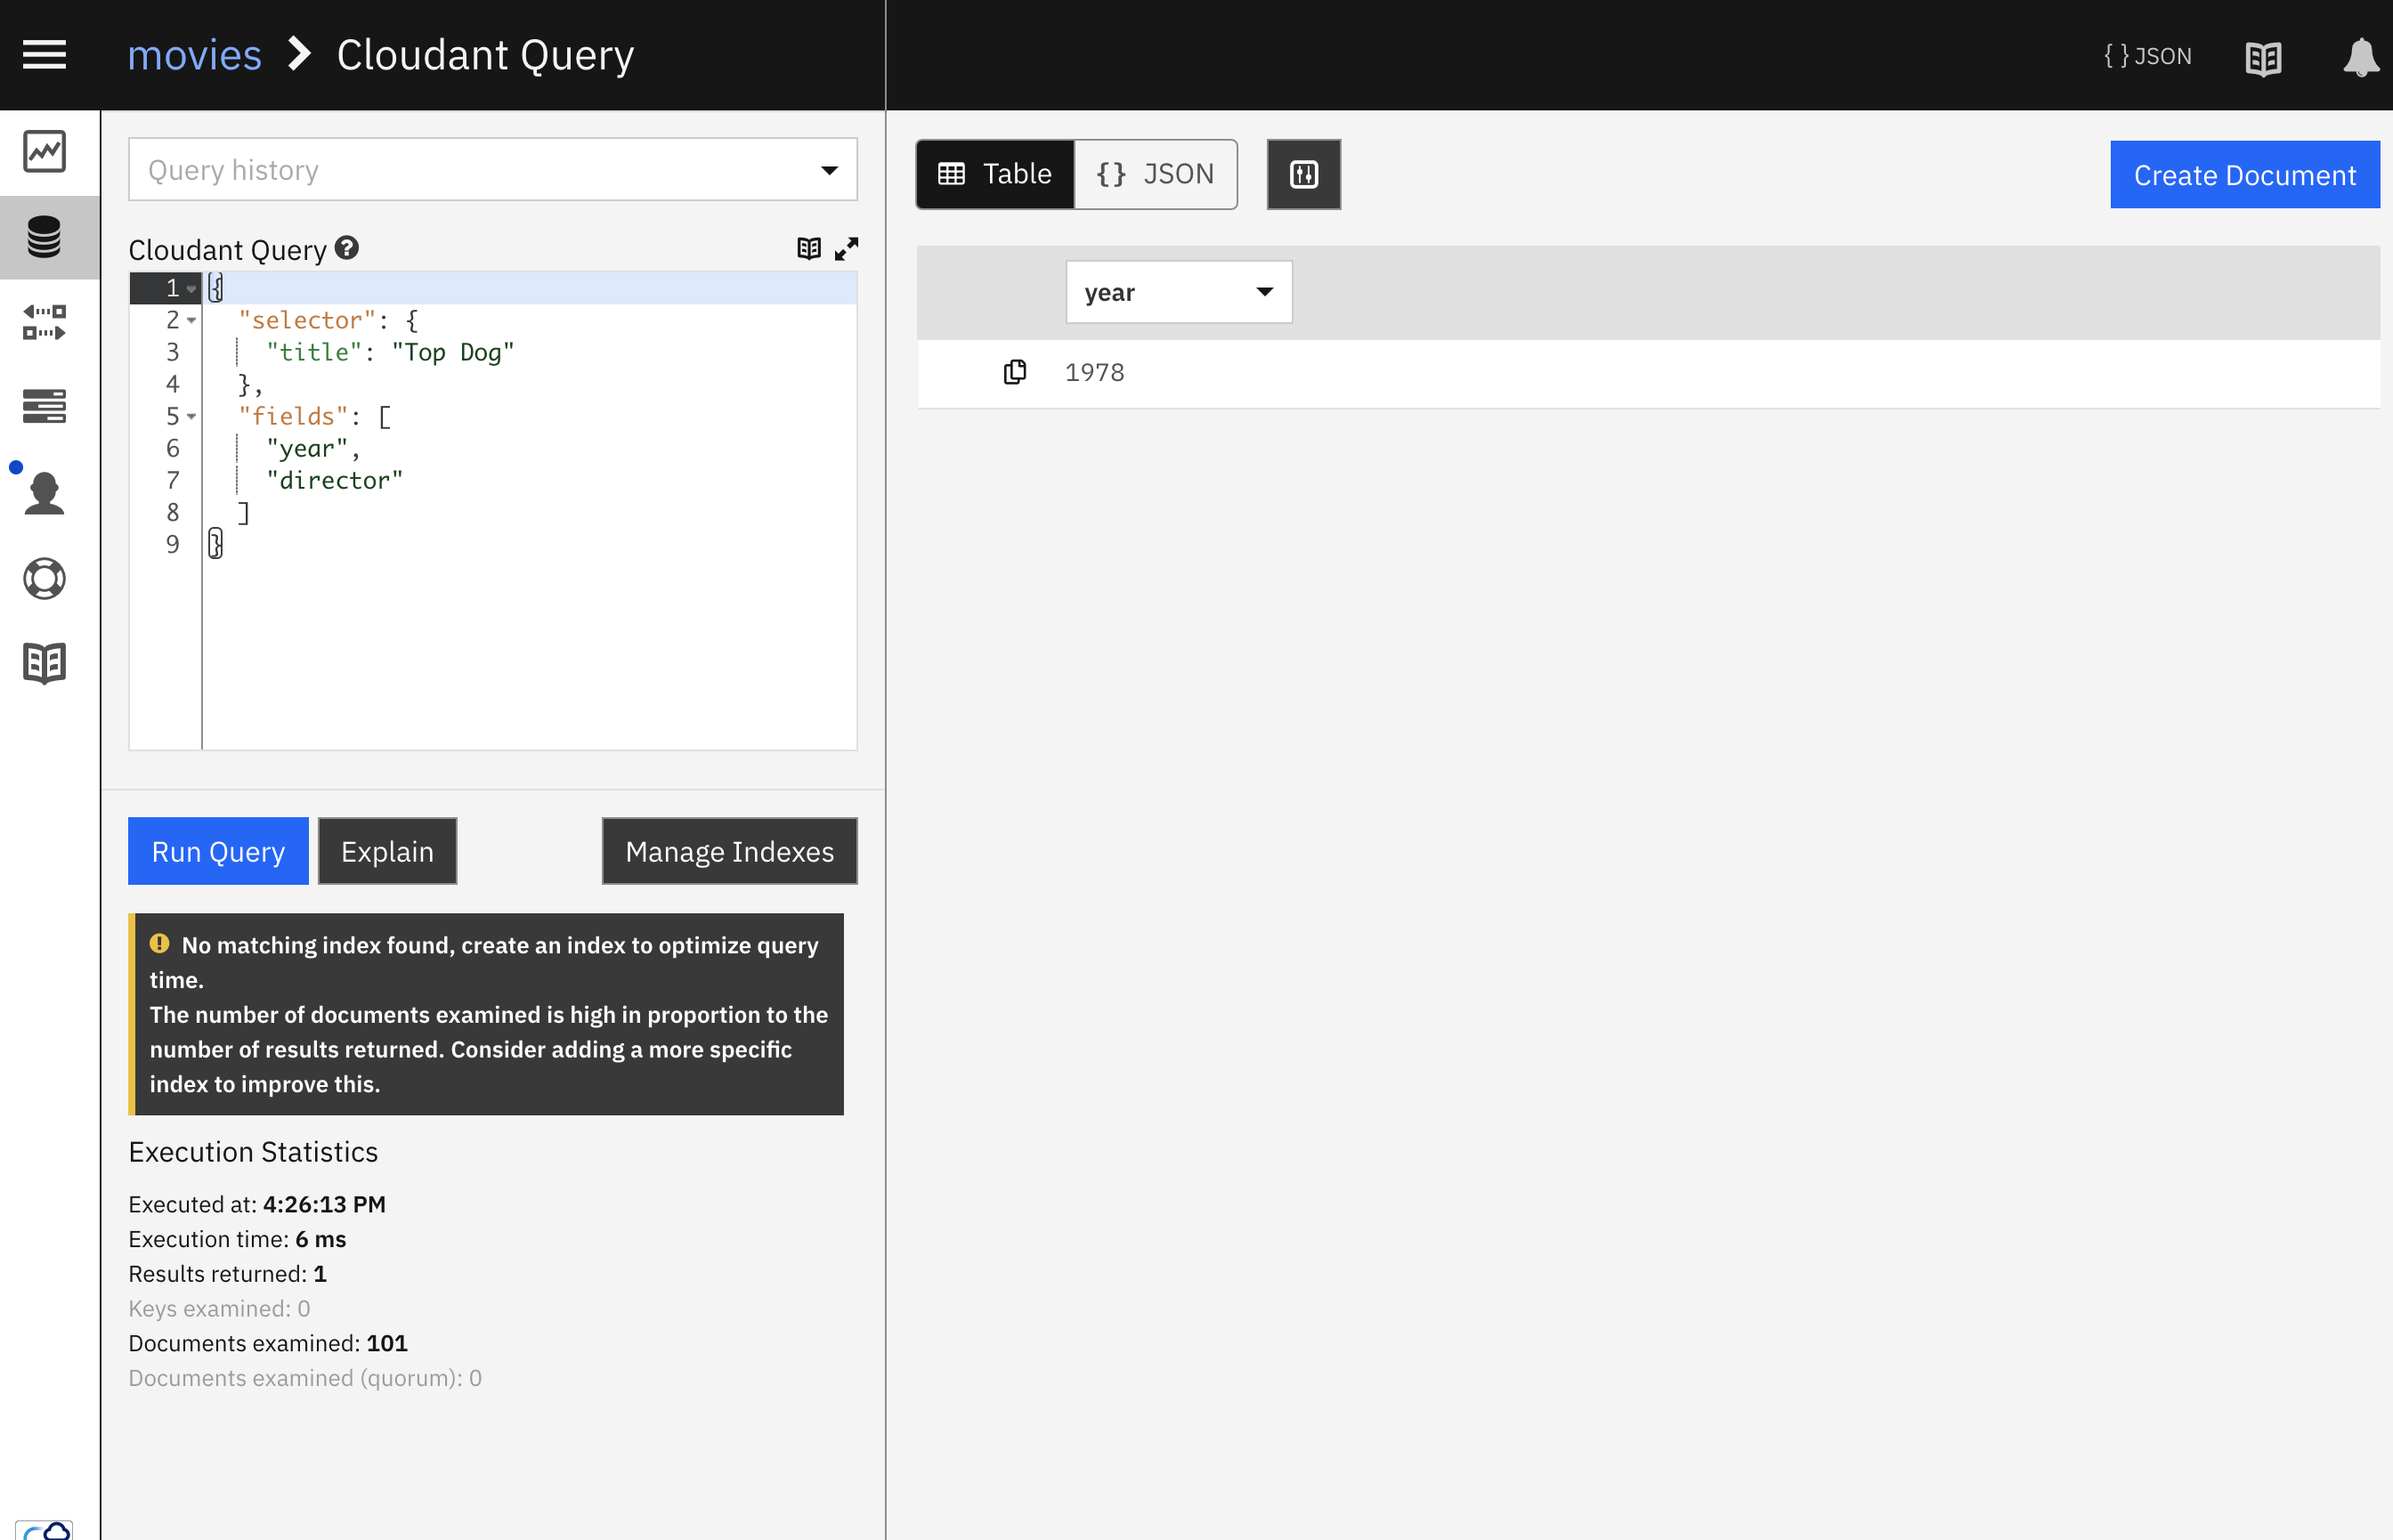 movies Cloudant Query
{ } JSON
Query history
Table
{} JSON
Create Document
Cloudant Query ?
1 {
2 "selector": {
3 "title": "Top Dog"
4 },
5 "fields": [
6 "year",
7 "director"
8 ]
9 }
year
1978
Run Query
Explain
Manage Indexes
No matching index found, create an index to optimize query
time.
The number of documents examined is high in proportion to the
number of results returned. Consider adding a more specific
index to improve this.
Execution Statistics
Executed at: 4:26:13 PM
Execution time: 6 ms
Results returned: 1
Keys examined: 0
Documents examined: 101
Documents examined (quorum): 0